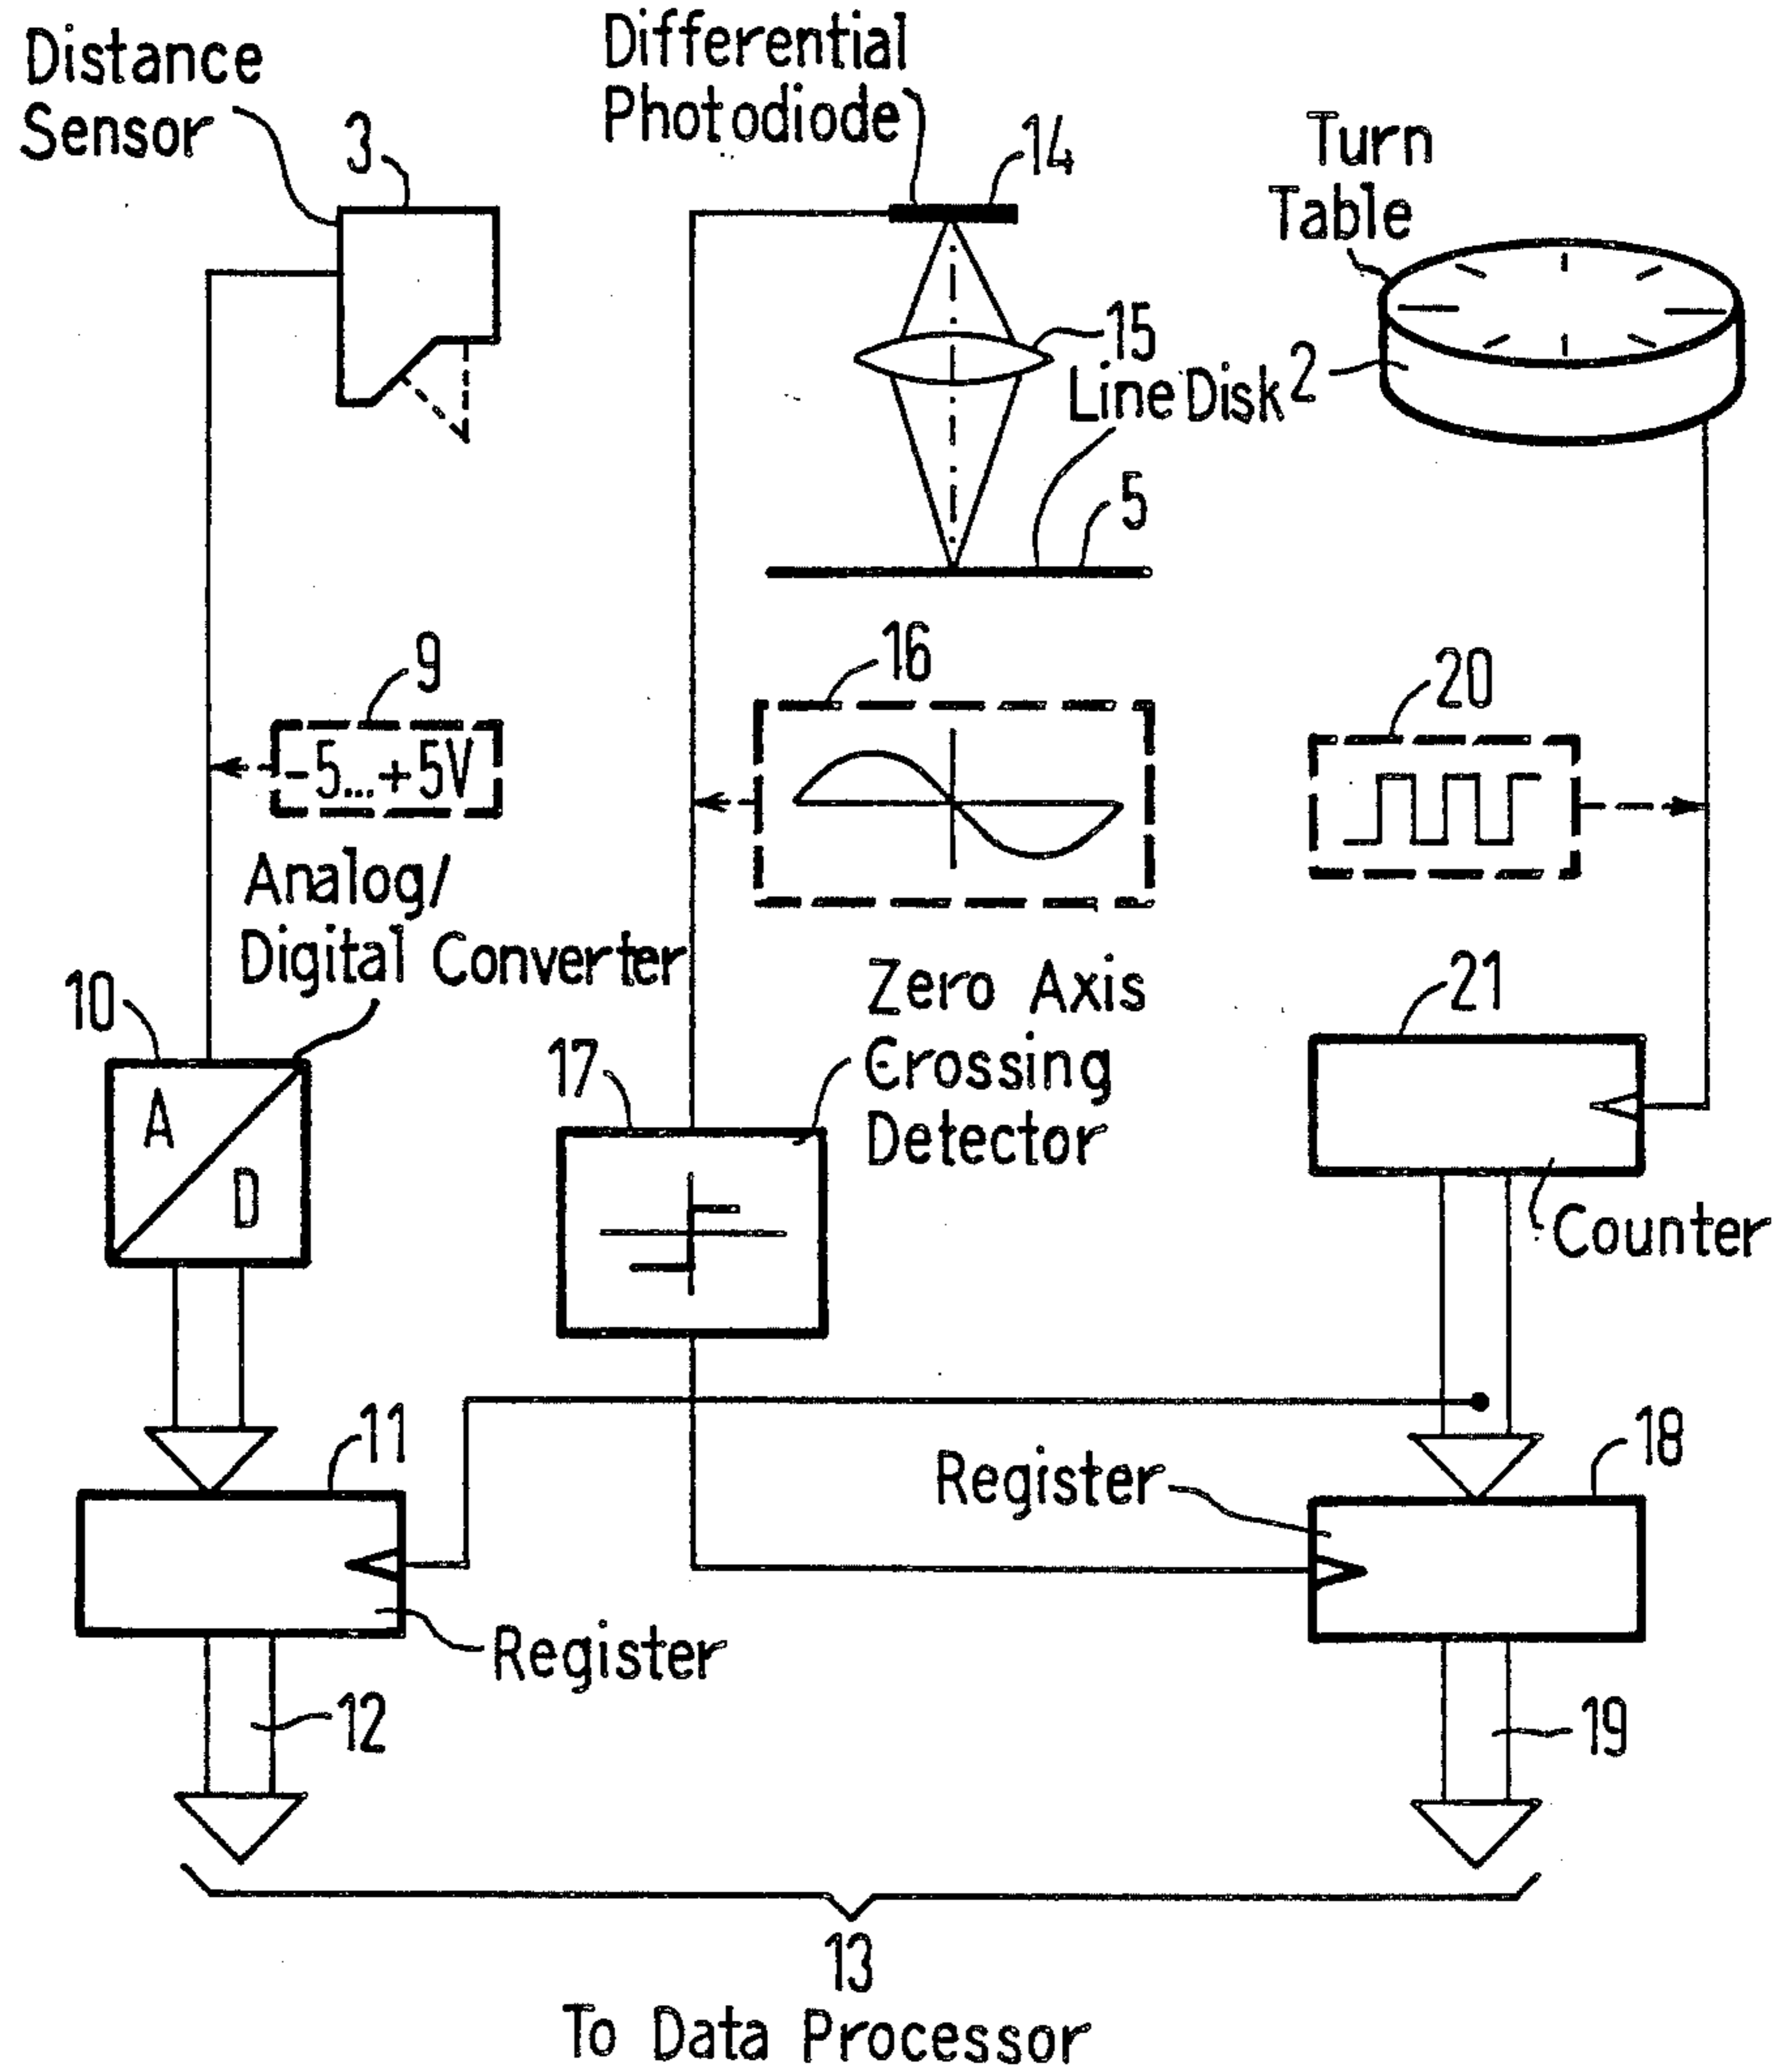 Distance
Sensor
3
Differential
Photodiode
14
Turn
Table
15
Line Disk
2
5
9
-5...+5V
16
20
Analog/
Digital Converter
10
A
D
Zero Axis
Crossing
Detector
17
21
Counter
11
Register
18
Register
12
19
13
To Data Processor